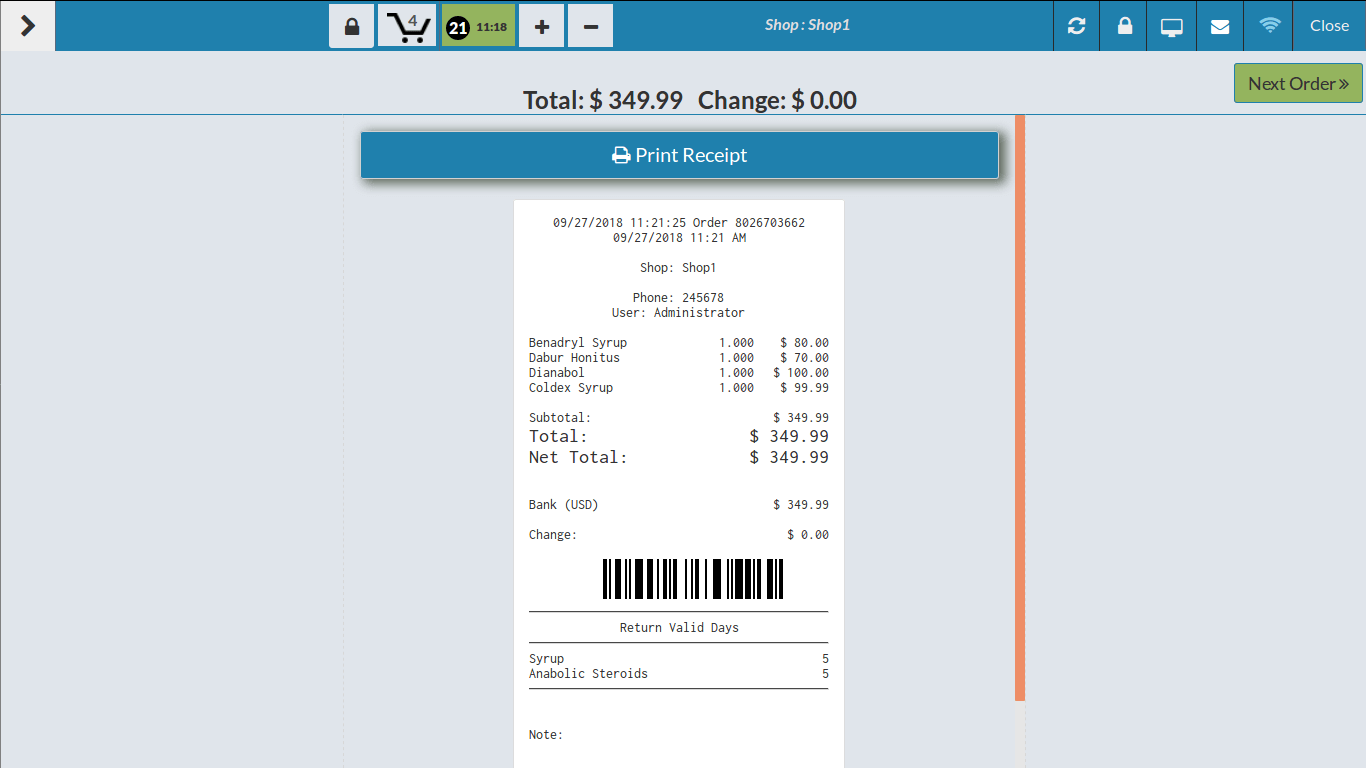 4
21 11:18
Shop : Shop1
Close
Total: $ 349.99 Change: $ 0.00
Next Order
Print Receipt
09/27/2018 11:21:25 Order 8026703662
09/27/2018 11:21 AM
Shop: Shop1
Phone: 245678
User: Administrator
Benadryl Syrup 1.000 $ 80.00
Dabur Honitus 1.000 $ 70.00
Dianabol 1.000 $ 100.00
Coldex Syrup 1.000 $ 99.99
Subtotal: $ 349.99
Total: $ 349.99
Net Total: $ 349.99
Bank (USD) $ 349.99
Change: $ 0.00
Return Valid Days
Syrup 5
Anabolic Steroids 5
Note: